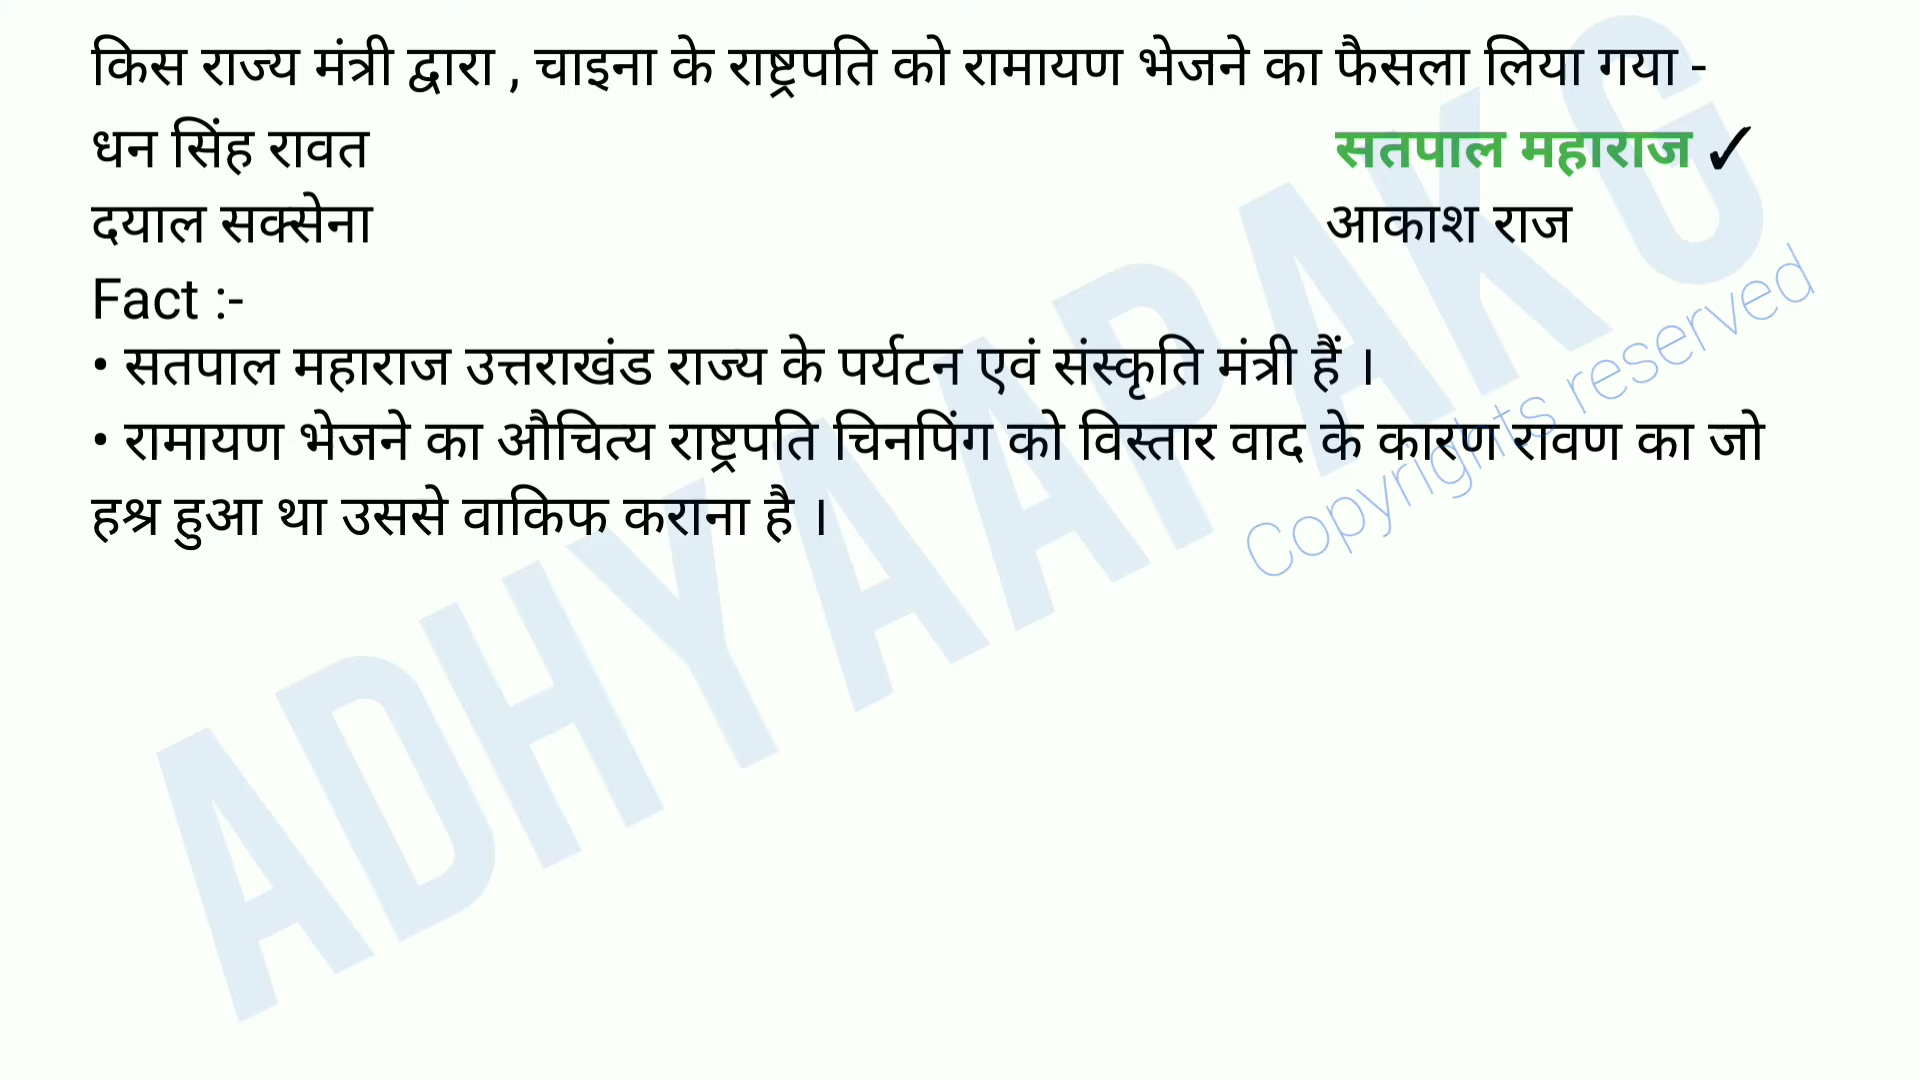 किस राज्य मंत्री द्वारा , चाइना के राष्ट्रपति को रामायण भेजने का फैसला लिया गया -
धन सिंह रावत सतपाल महाराज ✓
दयाल सक्सेना आकाश राज
Fact :-
• सतपाल महाराज उत्तराखंड राज्य के पर्यटन एवं संस्कृति मंत्री हैं ।
• रामायण भेजने का औचित्य राष्ट्रपति चिनपिंग को विस्तार वाद के कारण रावण का जो
हश्र हुआ था उससे वाकिफ कराना है ।
ADHYAAPAK G
Copyrights reserved